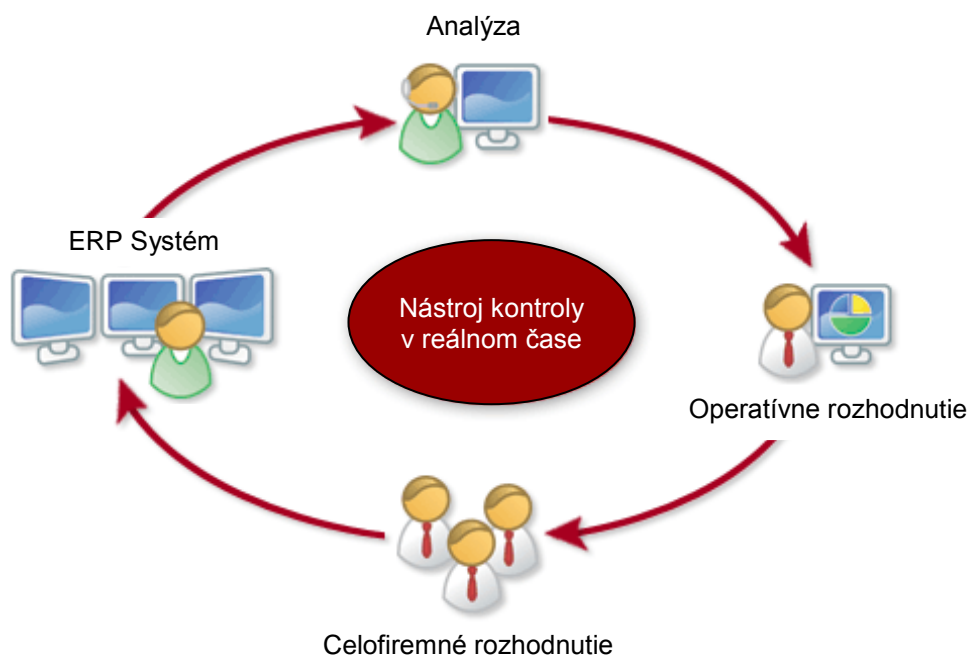 Analýza
ERP Systém
Nástroj kontroly
v reálnom čase
Operatívne rozhodnutie
Celofiremné rozhodnutie